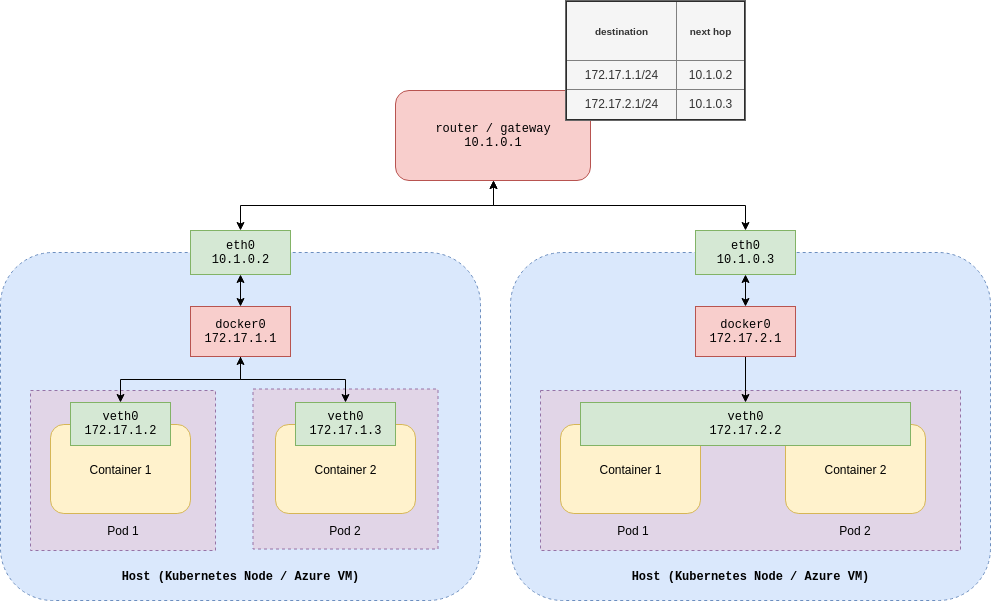 destination next hop
172.17.1.1/24 10.1.0.2
172.17.2.1/24 10.1.0.3
router / gateway
10.1.0.1
eth0
10.1.0.2
eth0
10.1.0.3
docker0
172.17.1.1
docker0
172.17.2.1
veth0
172.17.1.2
veth0
172.17.1.3
veth0
172.17.2.2
Container 1
Container 2
Container 1
Container 2
Pod 1
Pod 2
Pod 1
Pod 2
Host (Kubernetes Node / Azure VM)
Host (Kubernetes Node / Azure VM)